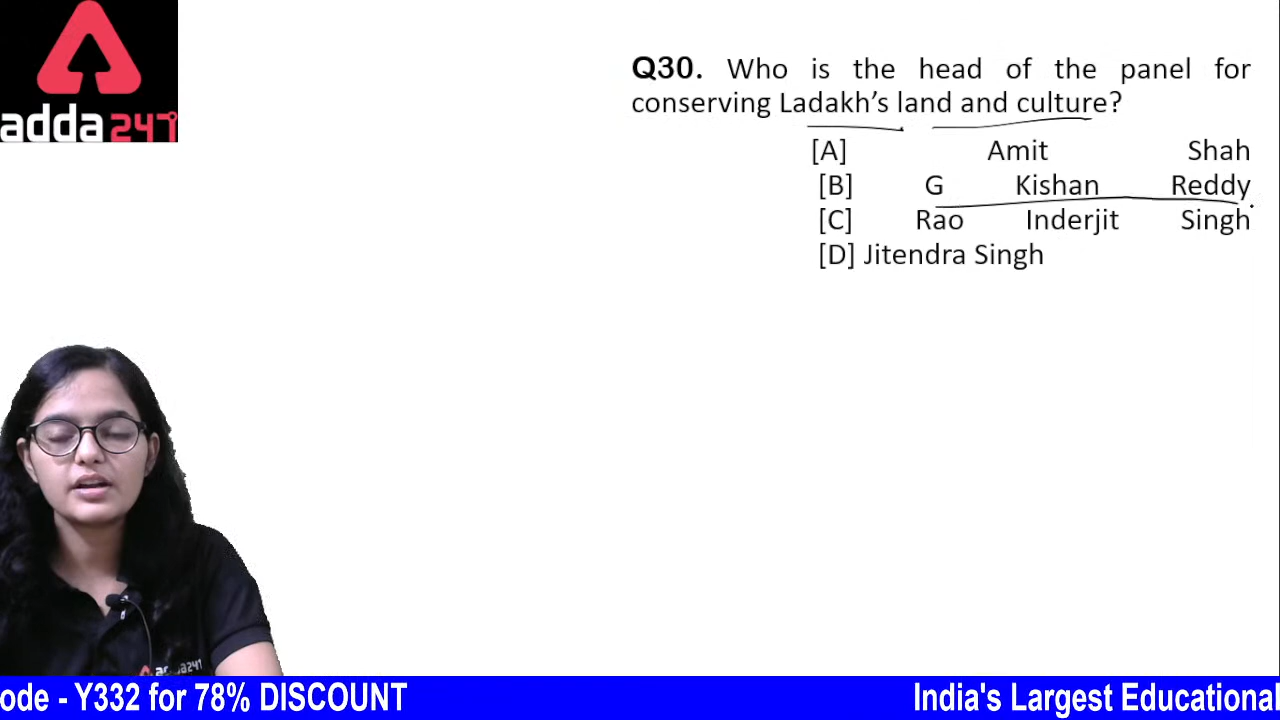 adda247
Q30. Who is the head of the panel for
conserving Ladakh's land and culture?
[A] Amit Shah
[B] G Kishan Reddy
[C] Rao Inderjit Singh
[D] Jitendra Singh
adda247
ode - Y332 for 78% DISCOUNT
India's Largest Educational